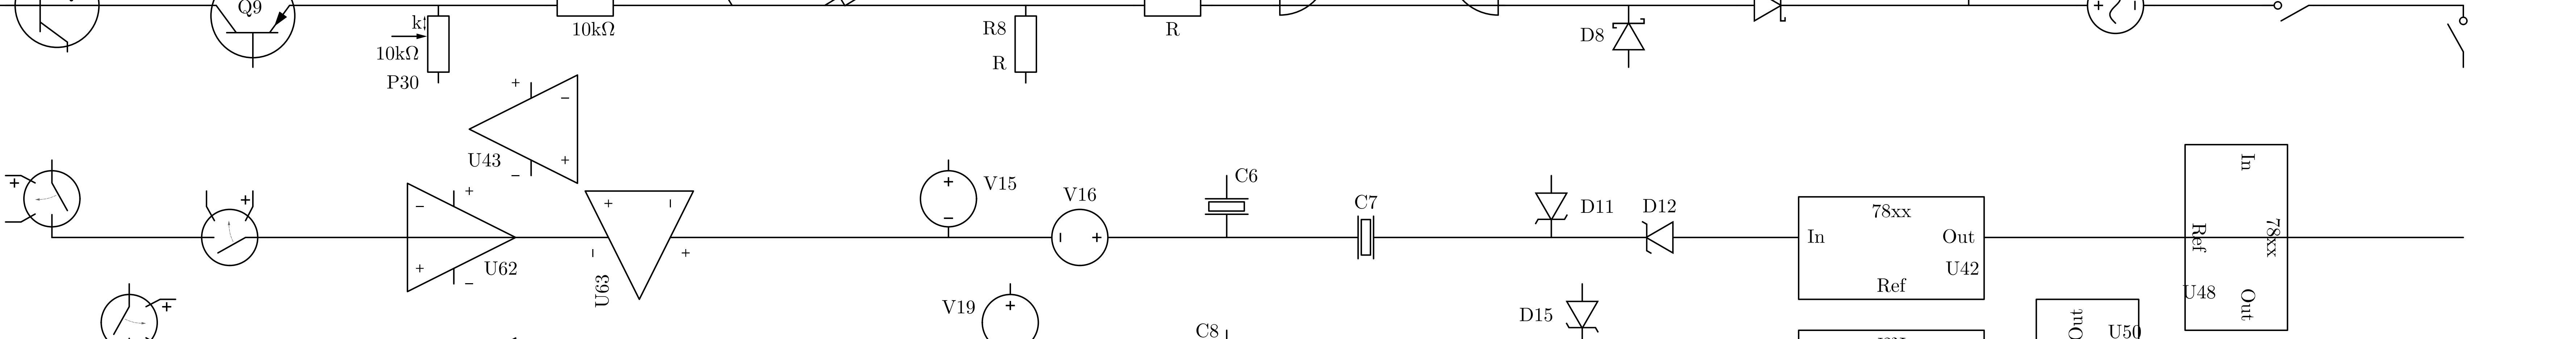 Q9
k
10kΩ
P30
10kΩ
R8
R
R
D8
+ -
U43
+
-
-
+
+
+
U62
-
+
+
-
U63
+ -
- +
V15
+
-
V16
- +
C6
C7
D11
D12
78xx
In Out
U42
Ref
In
Ref
78xx
U48
Out
+
V19
+
C8
D15
Out
U50